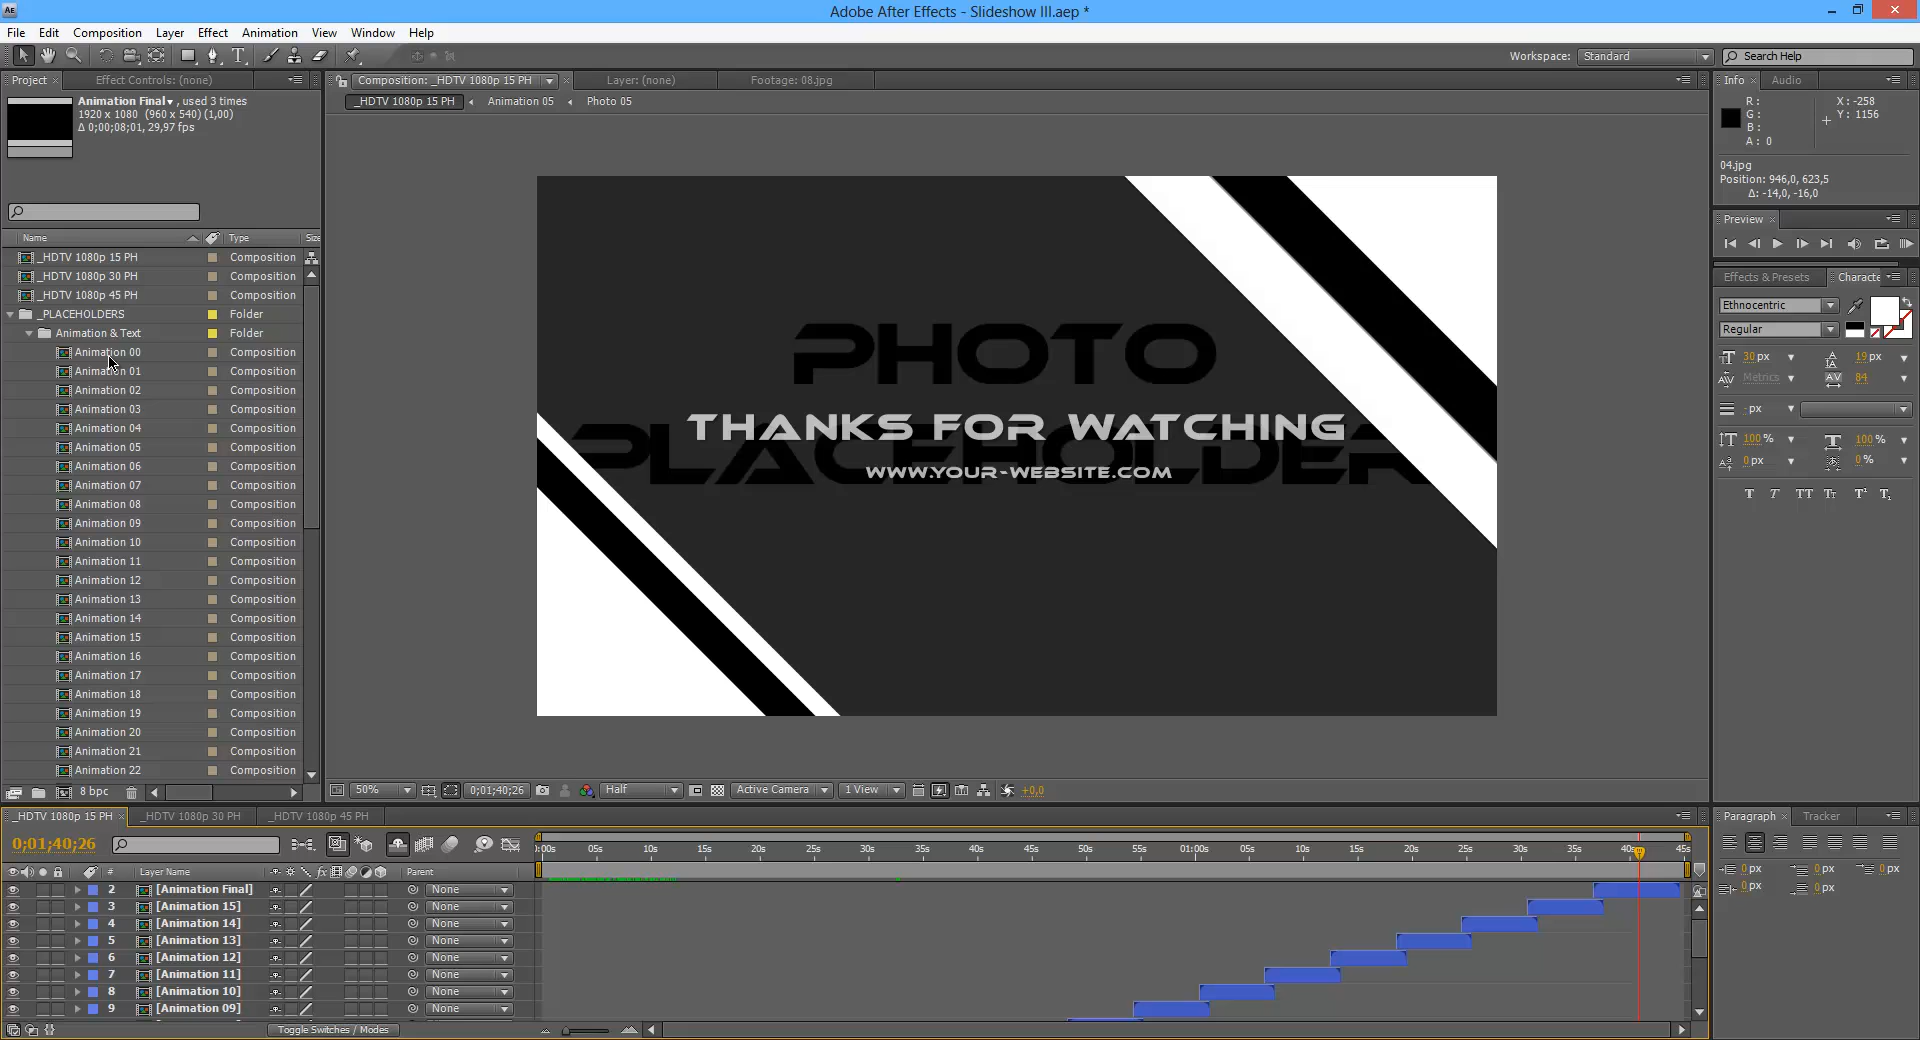 Ae
Adobe After Effects - Slideshow III.aep *
File Edit Composition Layer Effect Animation View Window Help
Workspace: Standard
Search Help
Project
Effect Controls: (none)
Composition: _HDTV 1080p 15 PH
Layer: (none)
Footage: 08.jpg
Info
Audio
Animation Final , used 3 times
1920 x 1080 (960 x 540) (1,00)
Δ 0;00;08;01, 29,97 fps
_HDTV 1080p 15 PH
Animation 05
Photo 05
R :
G :
B :
A : 0
X : -258
Y : 1156
04.jpg
Position: 946,0, 623,5
Δ: -14,0, -16,0
Name Type Size
_HDTV 1080p 15 PH Composition
_HDTV 1080p 30 PH Composition
_HDTV 1080p 45 PH Composition
_PLACEHOLDERS Folder
Animation & Text Folder
Animation 00 Composition
Animation 01 Composition
Animation 02 Composition
Animation 03 Composition
Animation 04 Composition
Animation 05 Composition
Animation 06 Composition
Animation 07 Composition
Animation 08 Composition
Animation 09 Composition
Animation 10 Composition
Animation 11 Composition
Animation 12 Composition
Animation 13 Composition
Animation 14 Composition
Animation 15 Composition
Animation 16 Composition
Animation 17 Composition
Animation 18 Composition
Animation 19 Composition
Animation 20 Composition
Animation 21 Composition
Animation 22 Composition
8 bpc
PHOTO
THANKS FOR WATCHING
PLACEHOLDER
WWW.YOUR-WEBSITE.COM
50%
0;01;40;26
Half
Active Camera
1 View
+0,0
Preview
Effects & Presets
Characte
Ethnocentric
Regular
30 px
19 px
Metrics
84
- px
100 %
100 %
0 px
0 %
T T TT Tт T¹ T₁
_HDTV 1080p 15 PH
_HDTV 1080p 30 PH
_HDTV 1080p 45 PH
0;01;40;26
# Layer Name
fx
Parent
0:00s 05s 10s 15s 20s 25s 30s 35s 40s 45s 50s 55s 01:00s 05s 10s 15s 20s 25s 30s 35s 40s 45s
2 [Animation Final] None
3 [Animation 15] None
4 [Animation 14] None
5 [Animation 13] None
6 [Animation 12] None
7 [Animation 11] None
8 [Animation 10] None
9 [Animation 09] None
Toggle Switches / Modes
Paragraph
Tracker
0 px
0 px
0 px
0 px
0 px